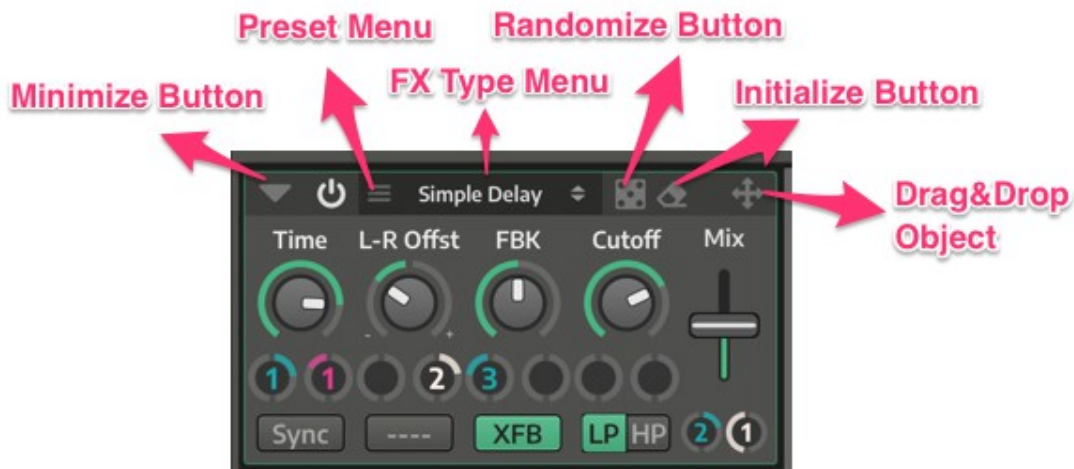 Preset Menu
Randomize Button
Minimize Button
FX Type Menu
Initialize Button
Simple Delay
Drag&Drop
Object
Time L-R Offst FBK Cutoff Mix
- +
1 1 2 3
Sync ---- XFB LP HP 2 1